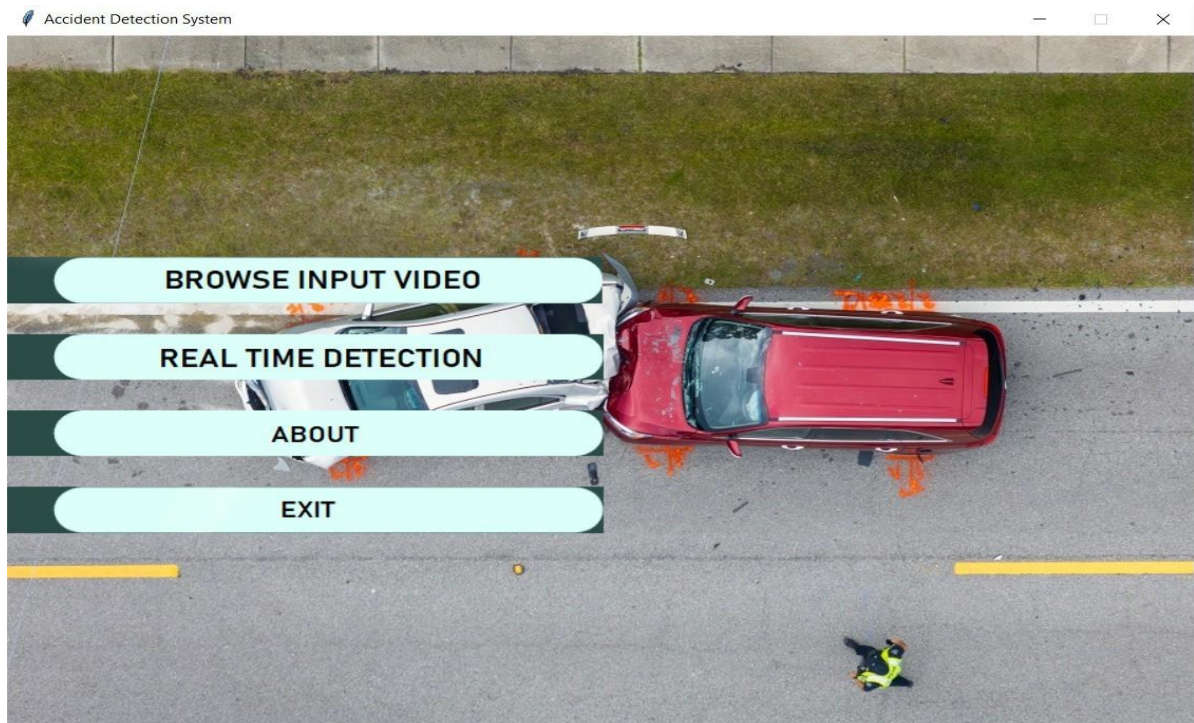 Accident Detection System
BROWSE INPUT VIDEO
REAL TIME DETECTION
ABOUT
EXIT